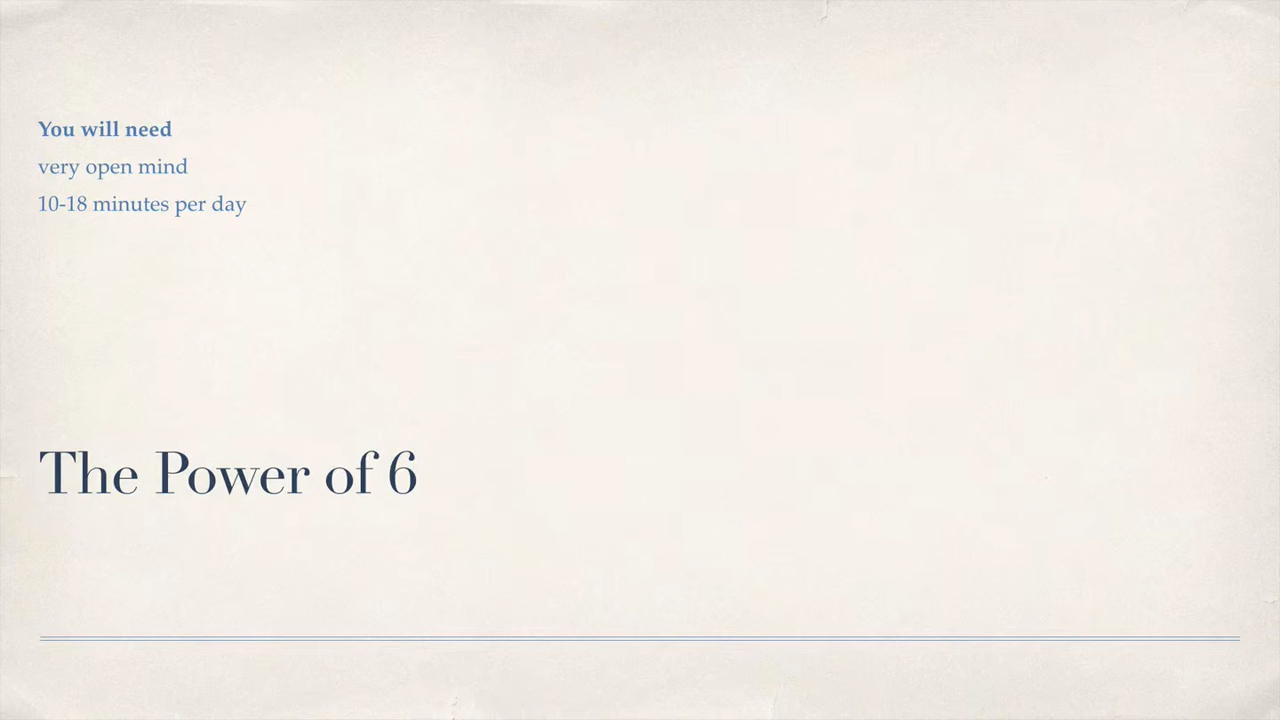 You will need
very open mind
10-18 minutes per day
The Power of 6